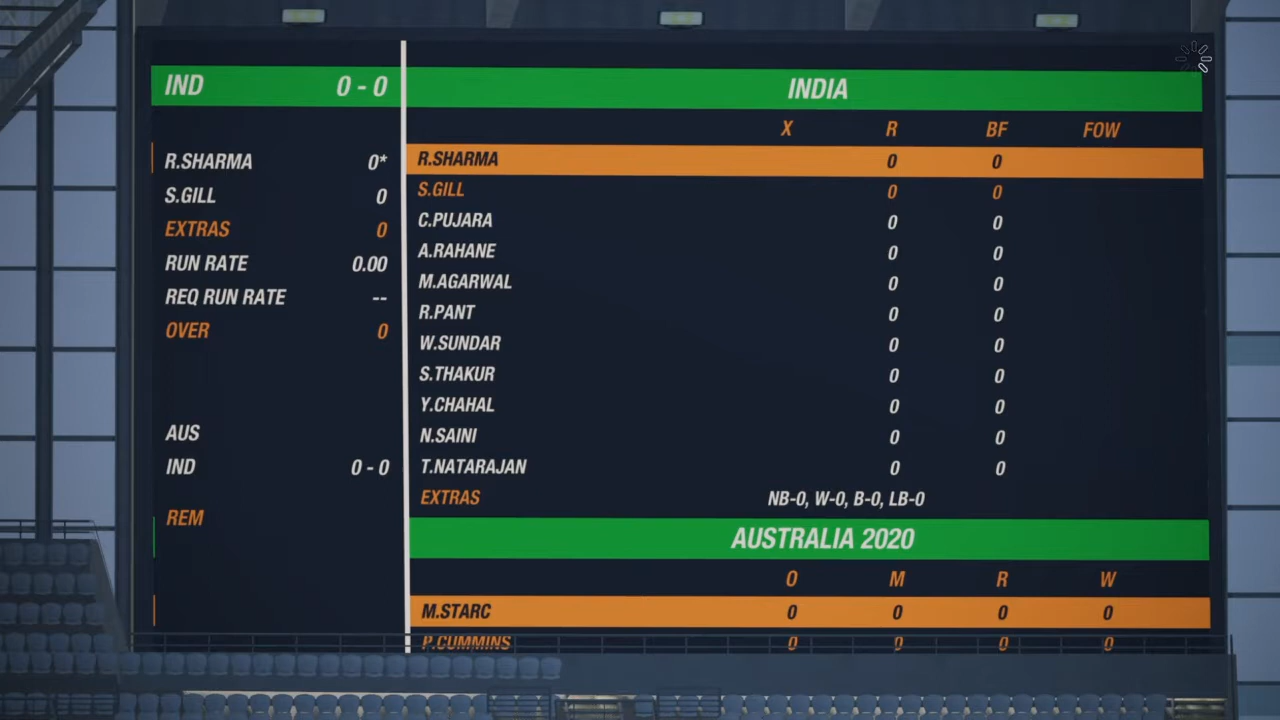 IND 0 - 0
R.SHARMA 0*
S.GILL 0
EXTRAS 0
RUN RATE 0.00
REQ RUN RATE --
OVER 0
AUS
IND 0 - 0
REM
INDIA
X R BF FOW
R.SHARMA 0 0
S.GILL 0 0
C.PUJARA 0 0
A.RAHANE 0 0
M.AGARWAL 0 0
R.PANT 0 0
W.SUNDAR 0 0
S.THAKUR 0 0
Y.CHAHAL 0 0
N.SAINI 0 0
T.NATARAJAN 0 0
EXTRAS NB-0, W-0, B-0, LB-0
AUSTRALIA 2020
O M R W
M.STARC 0 0 0 0
P.CUMMINS 0 0 0 0